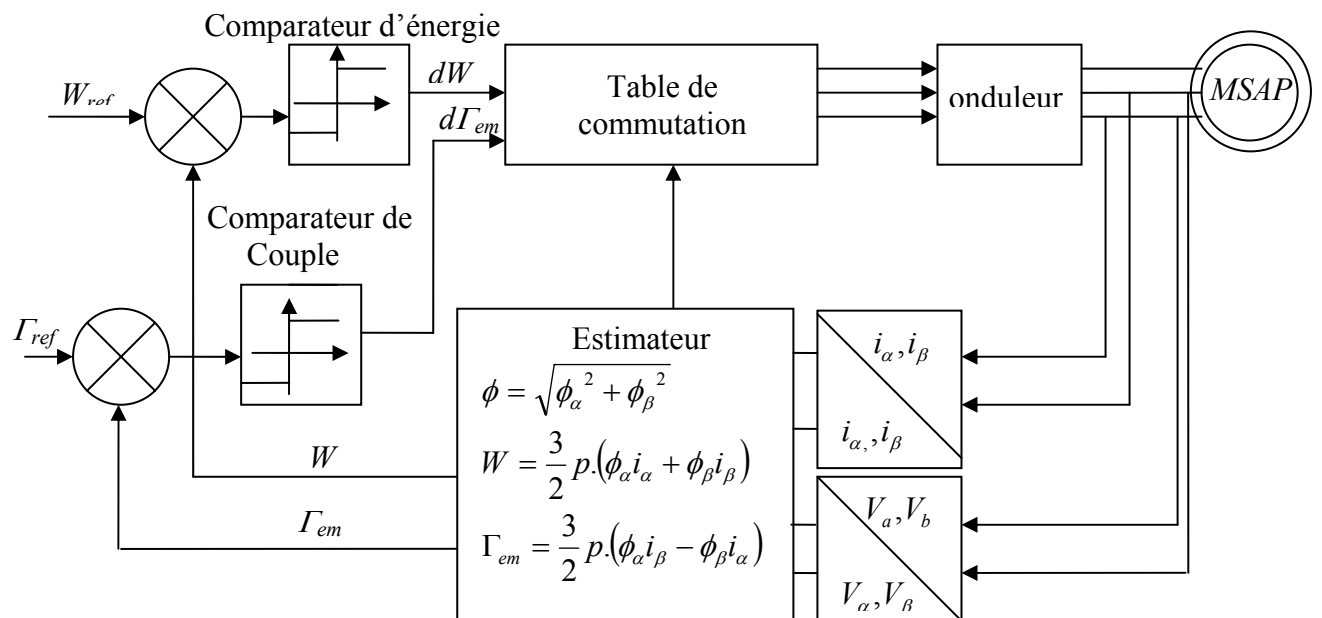 Comparateur d'énergie
W_ref
dW
dΓ_em
Table de
commutation
onduleur
MSAP
Comparateur de
Couple
Γ_ref
W
Γ_em
Estimateur
ϕ = √(ϕ_α² + ϕ_β²)
W = 3/2 p.(ϕ_α i_α + ϕ_β i_β)
Γ_em = 3/2 p.(ϕ_α i_β − ϕ_β i_α)
i_α, i_β
i_α, , i_β
V_a, V_b
V_α, V_β